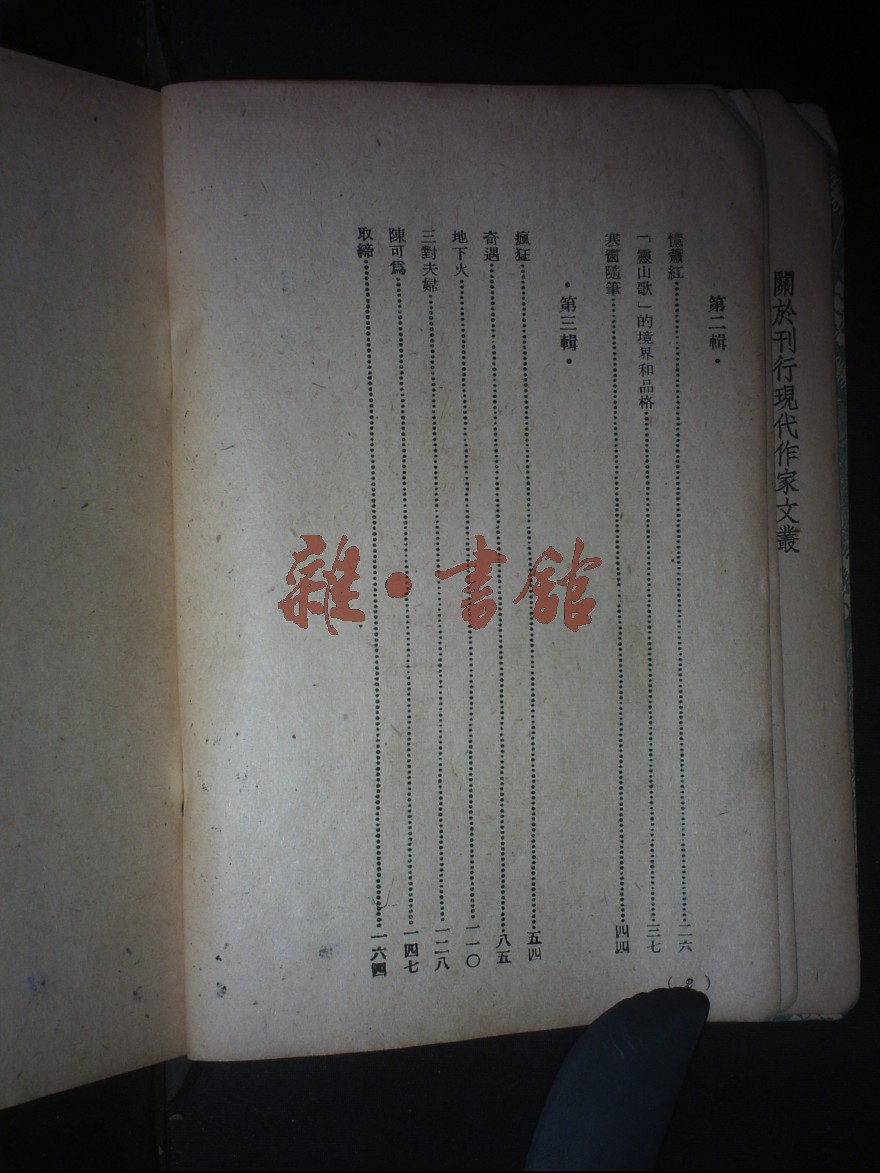 關於刊行現代作家文叢
第二輯·
憶蕭紅……二六
「靈山歌」的境界和品格……三七
寒窗隨筆……四四
·第三輯·
瘋狂……五四
奇遇……八五
地下火……一一〇
三對夫婦……一二八
陳可爲……一四七
取締……一六四
(2)
雜·書館